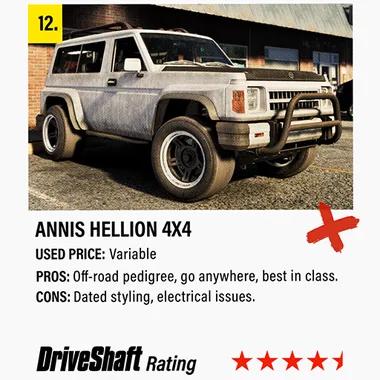 12.
ANNIS HELLION 4X4
USED PRICE: Variable
PROS: Off-road pedigree, go anywhere, best in class.
CONS: Dated styling, electrical issues.
DriveShaft Rating